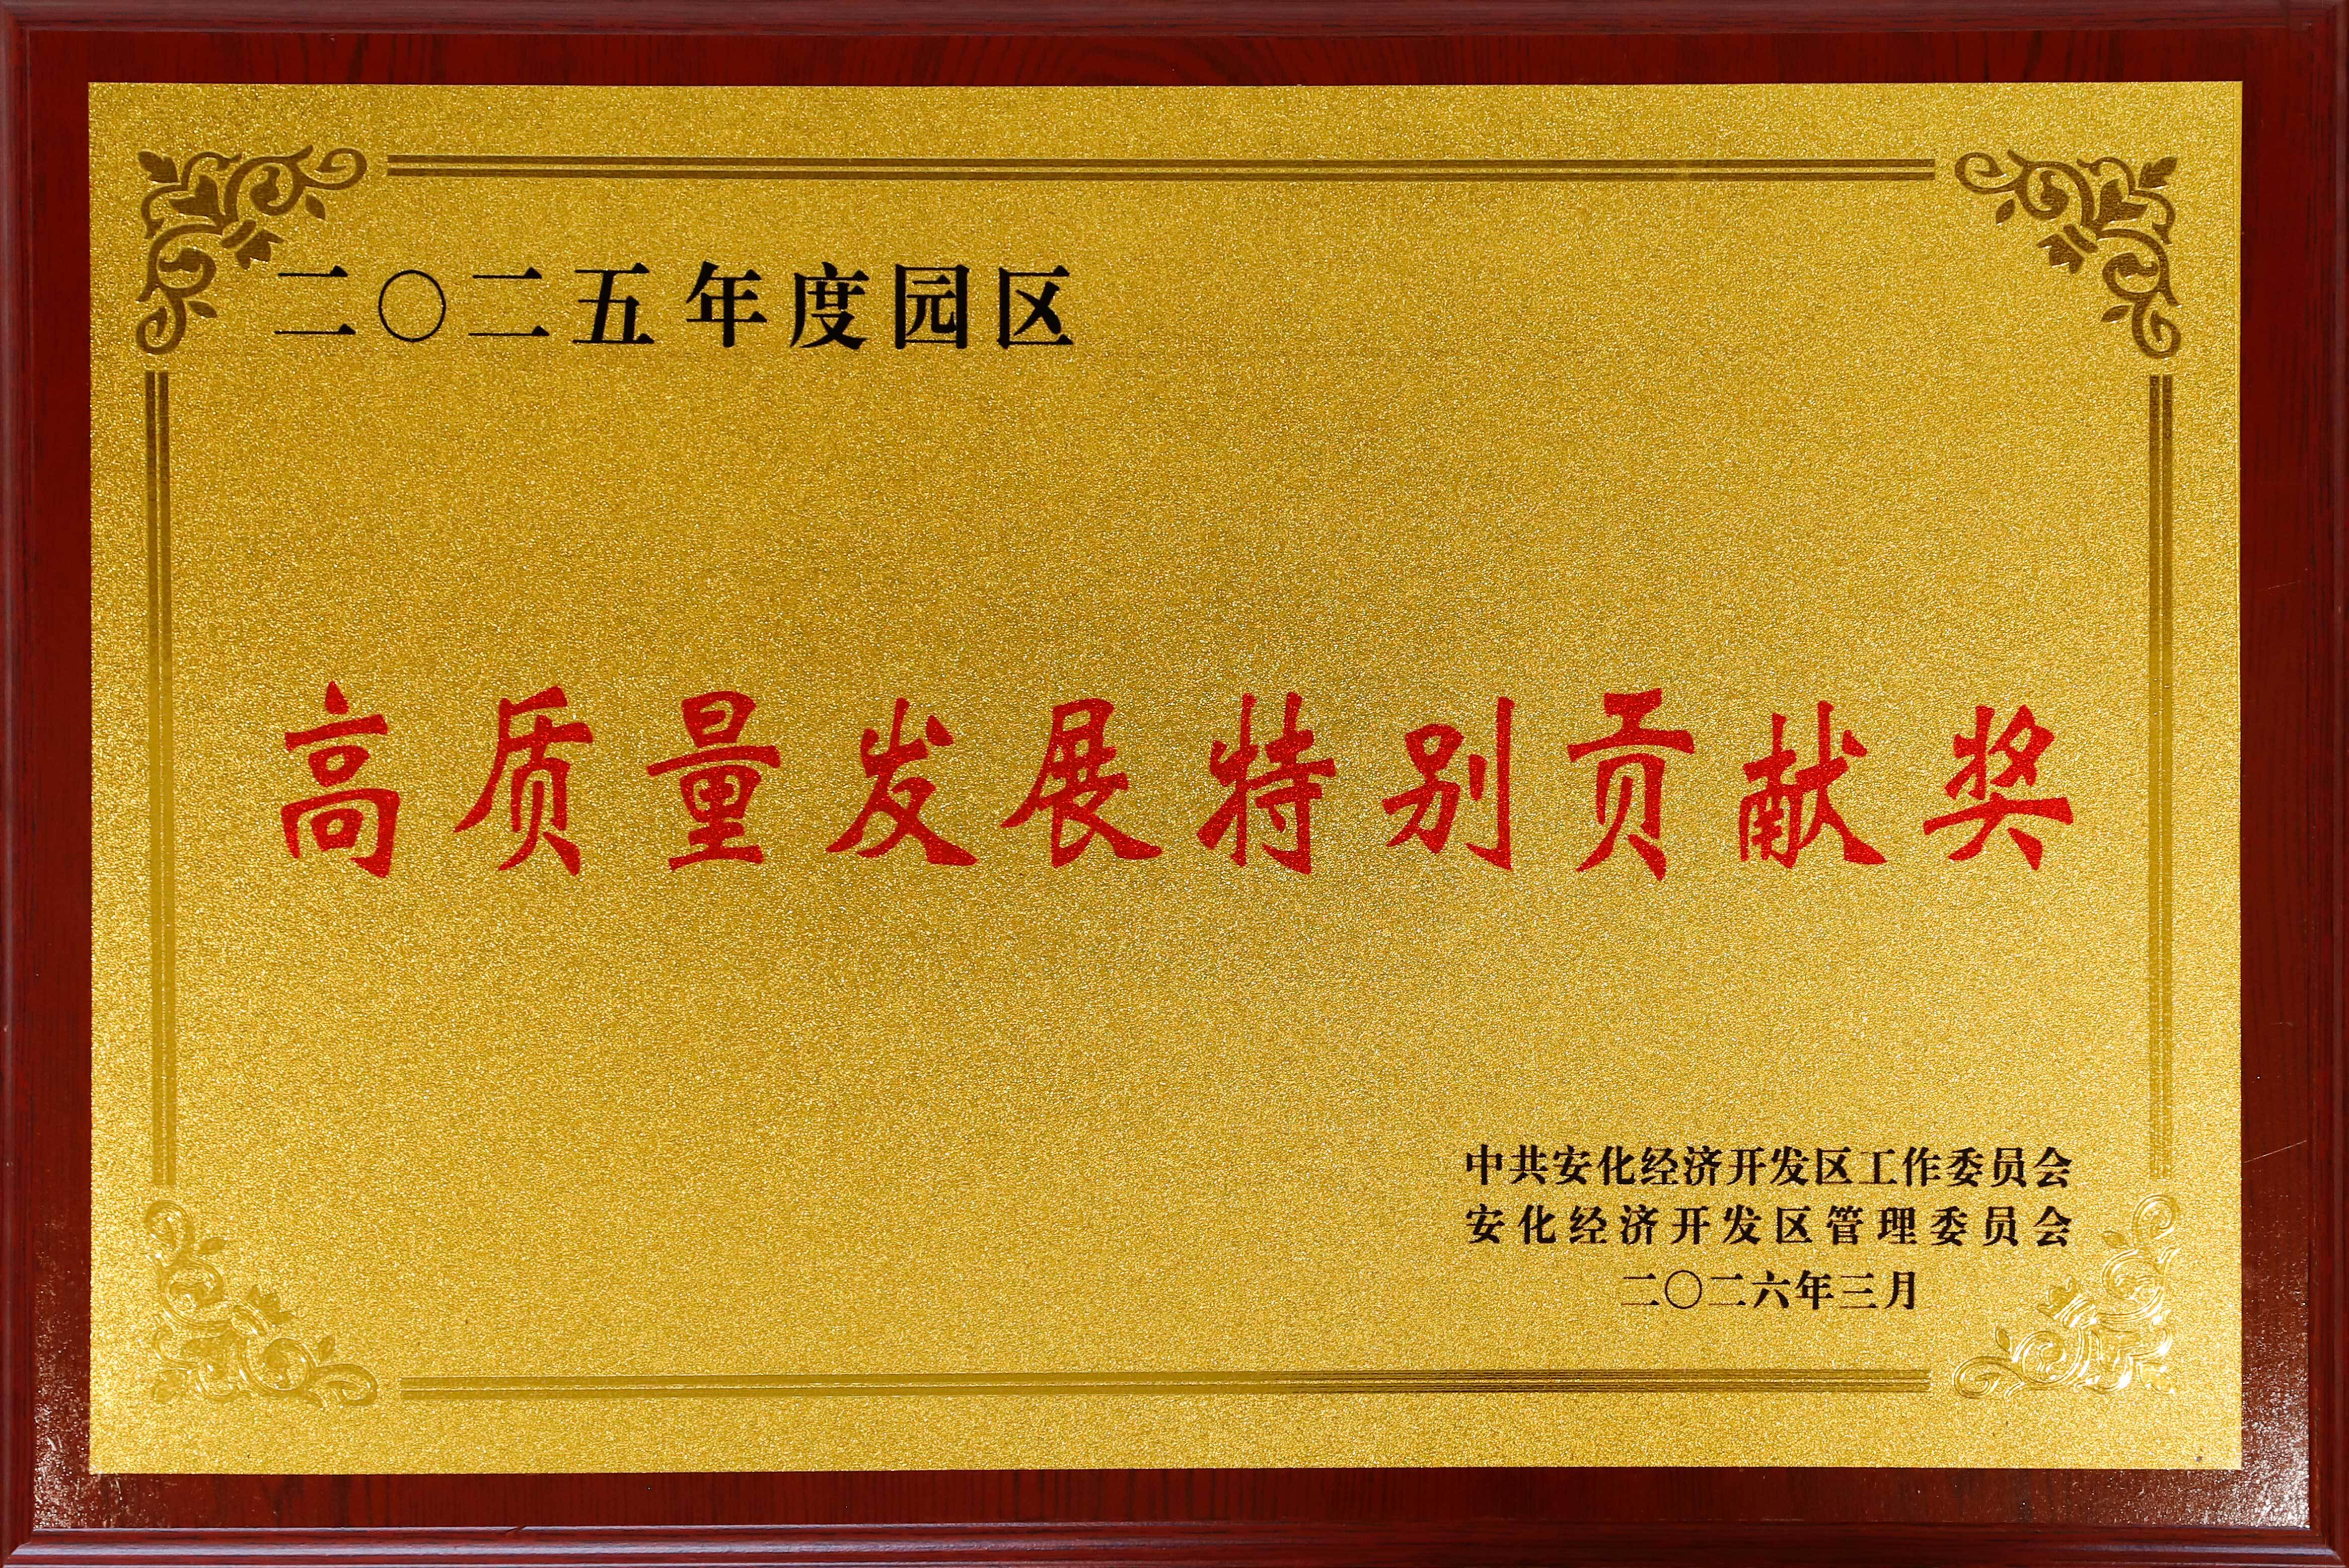 二〇二五年度园区
高质量发展特别贡献奖
中共安化经济开发区工作委员会
安化经济开发区管理委员会
二〇二六年三月